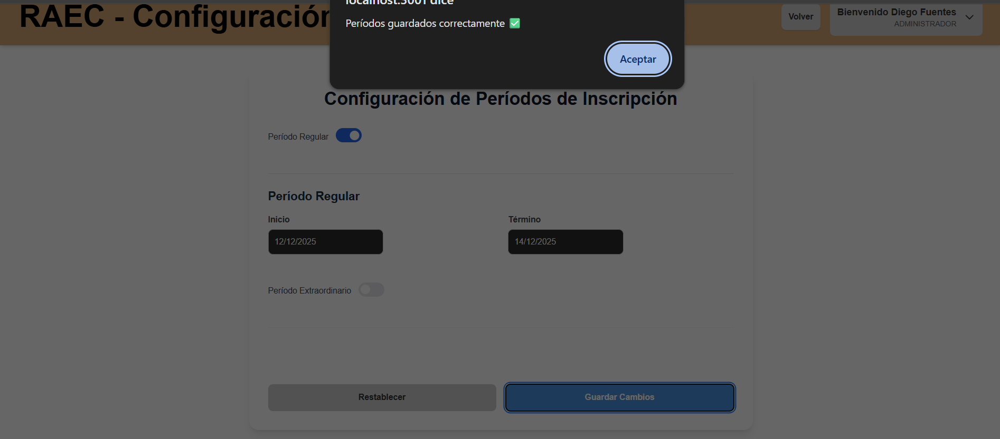 localhost:3001 dice
Períodos guardados correctamente ✅
Aceptar
RAEC - Configuración
Volver
Bienvenido Diego Fuentes
ADMINISTRADOR
Configuración de Períodos de Inscripción
Período Regular
Período Regular
Inicio
Término
12/12/2025
14/12/2025
Período Extraordinario
Restablecer
Guardar Cambios